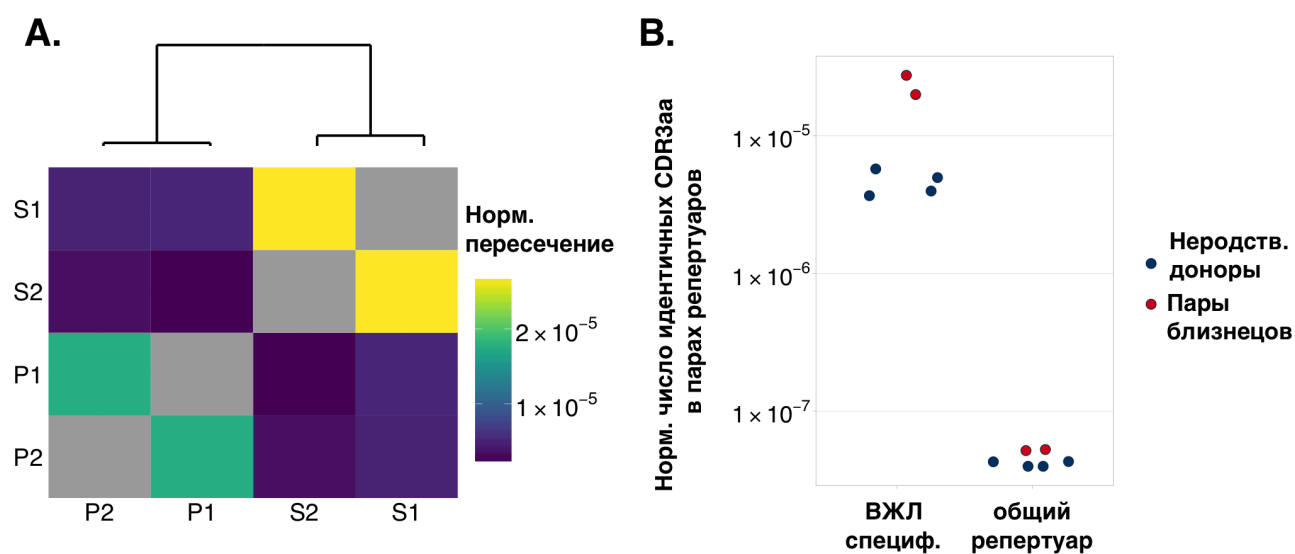 A.
S1
S2
P1
P2
P2
P1
S2
S1
Норм.
пересечение
2×10⁻⁵
1×10⁻⁵
B.
Норм. число идентичных CDR3aa
в парах репертуаров
1×10⁻⁵
1×10⁻⁶
1×10⁻⁷
ВЖЛ
специф.
общий
репертуар
Неродств.
доноры
Пары
близнецов